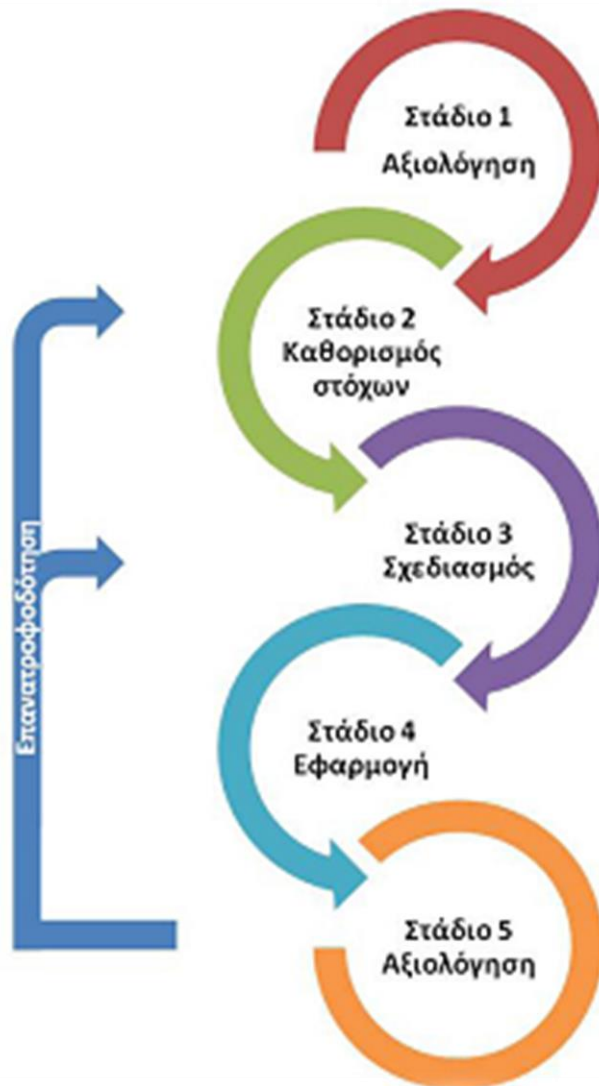 Στάδιο 1
Αξιολόγηση
Στάδιο 2
Καθορισμός
στόχων
Στάδιο 3
Σχεδιασμός
Στάδιο 4
Εφαρμογή
Στάδιο 5
Αξιολόγηση
Επανατροφοδότηση